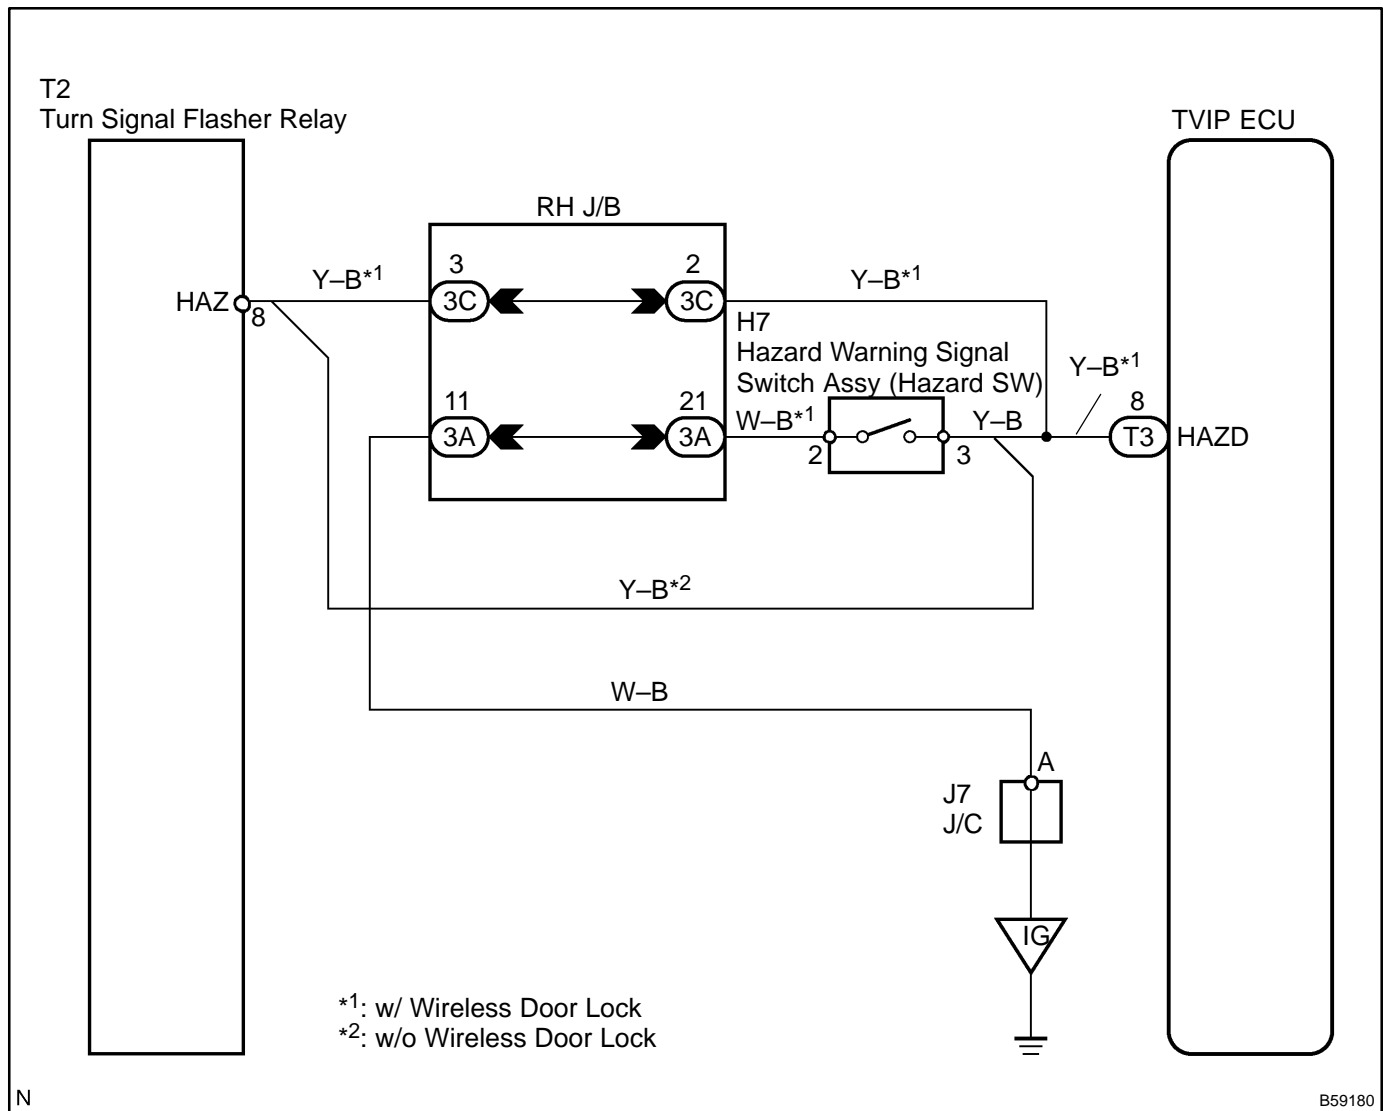 T2
Turn Signal Flasher Relay
TVIP ECU
RH J/B
3
2
Y–B*1
3C
3C
Y–B*1
HAZ
8
H7
Hazard Warning Signal
Switch Assy (Hazard SW)
Y–B*1
11
21
8
3A
3A
W–B*1
2
3
Y–B
T3
HAZD
Y–B*2
W–B
A
J7
J/C
IG
*1: w/ Wireless Door Lock
*2: w/o Wireless Door Lock
N
B59180